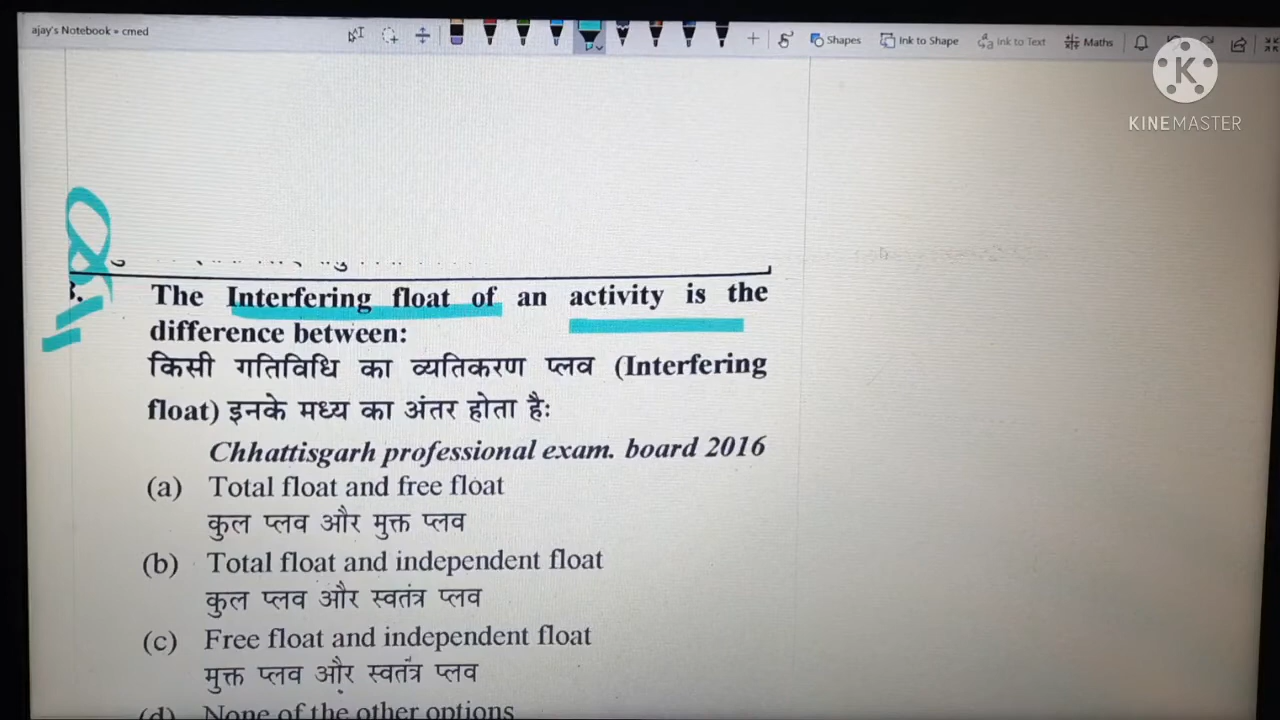 ajay's Notebook » cmed
Shapes
Ink to Shape
Ink to Text
Maths
K
KINEMASTER
Q 11
3.
The Interfering float of an activity is the
difference between:
किसी गतिविधि का व्यतिकरण प्लव (Interfering
float) इनके मध्य का अंतर होता हैः
Chhattisgarh professional exam. board 2016
(a) Total float and free float
कुल प्लव और मुक्त प्लव
(b) Total float and independent float
कुल प्लव और स्वतंत्र प्लव
(c) Free float and independent float
मुक्त प्लव और स्वतंत्र प्लव
(d) None of the other options